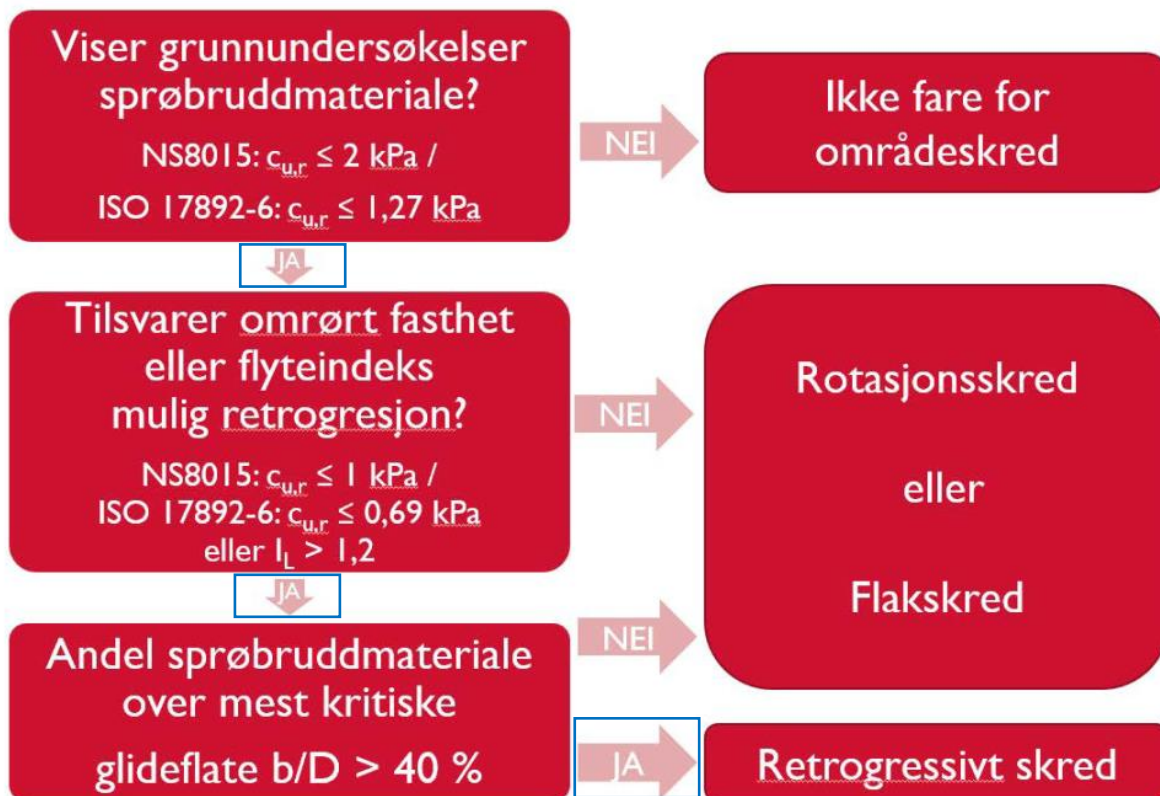 Viser grunnundersøkelser
sprøbruddmateriale?
NS8015: cu,r ≤ 2 kPa /
ISO 17892-6: cu,r ≤ 1,27 kPa
NEI
Ikke fare for
områdeskred
JA
Tilsvarer omrørt fasthet
eller flyteindeks
mulig retrogresjon?
NS8015: cu,r ≤ 1 kPa /
ISO 17892-6: cu,r ≤ 0,69 kPa
eller IL > 1,2
NEI
Rotasjonsskred
eller
Flakskred
JA
Andel sprøbruddmateriale
over mest kritiske
glideflate b/D > 40 %
NEI
JA
Retrogressivt skred